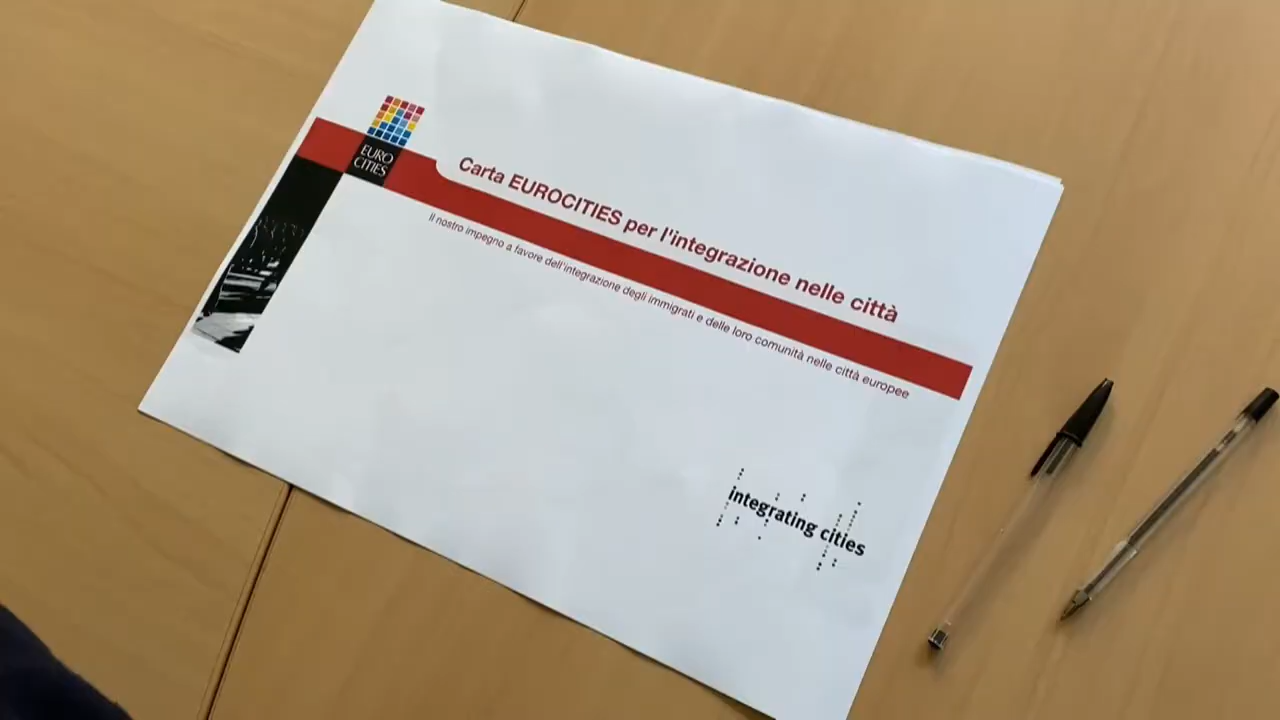 EURO
CITIES
Carta EUROCITIES per l'integrazione nelle città
Il nostro impegno a favore dell'integrazione degli immigrati e delle loro comunità nelle città europee
integrating cities